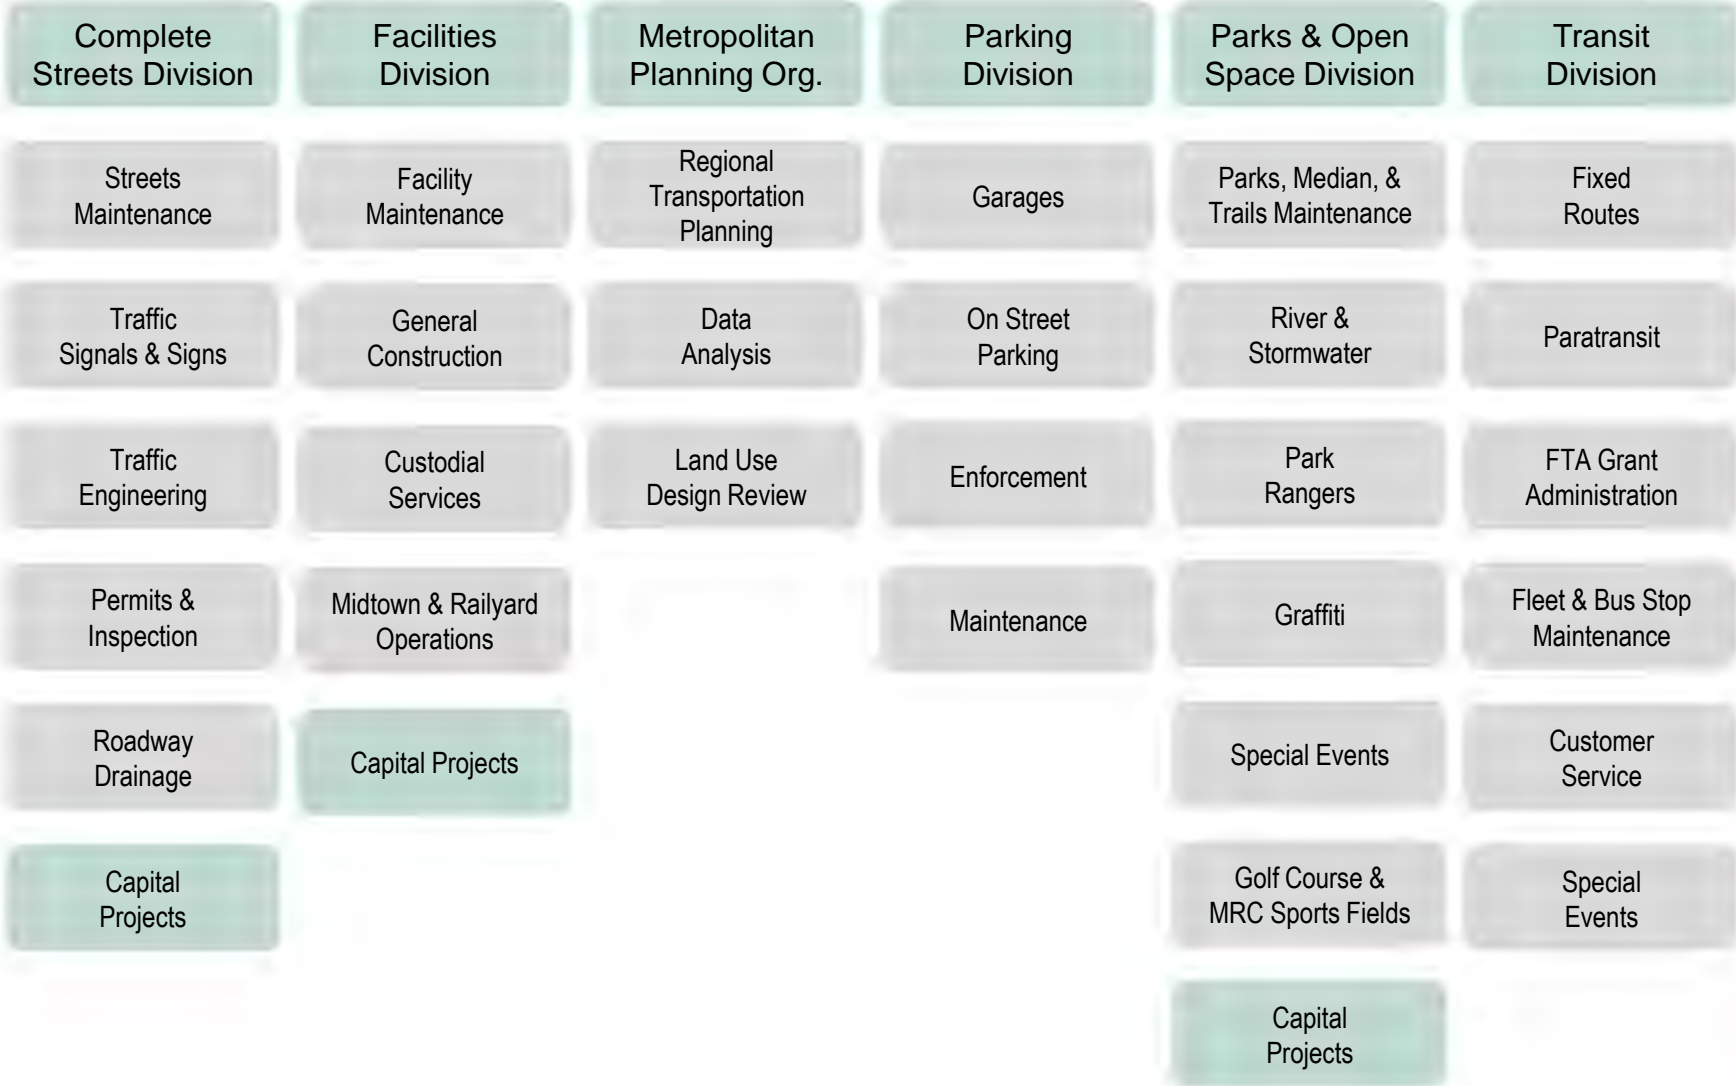 Complete
Streets Division
Facilities
Division
Metropolitan
Planning Org.
Parking
Division
Parks & Open
Space Division
Transit
Division
Streets
Maintenance
Facility
Maintenance
Regional
Transportation
Planning
Garages
Parks, Median, &
Trails Maintenance
Fixed
Routes
Traffic
Signals & Signs
General
Construction
Data
Analysis
On Street
Parking
River &
Stormwater
Paratransit
Traffic
Engineering
Custodial
Services
Land Use
Design Review
Enforcement
Park
Rangers
FTA Grant
Administration
Permits &
Inspection
Midtown & Railyard
Operations
Maintenance
Graffiti
Fleet & Bus Stop
Maintenance
Roadway
Drainage
Capital Projects
Special Events
Customer
Service
Capital
Projects
Golf Course &
MRC Sports Fields
Special
Events
Capital
Projects